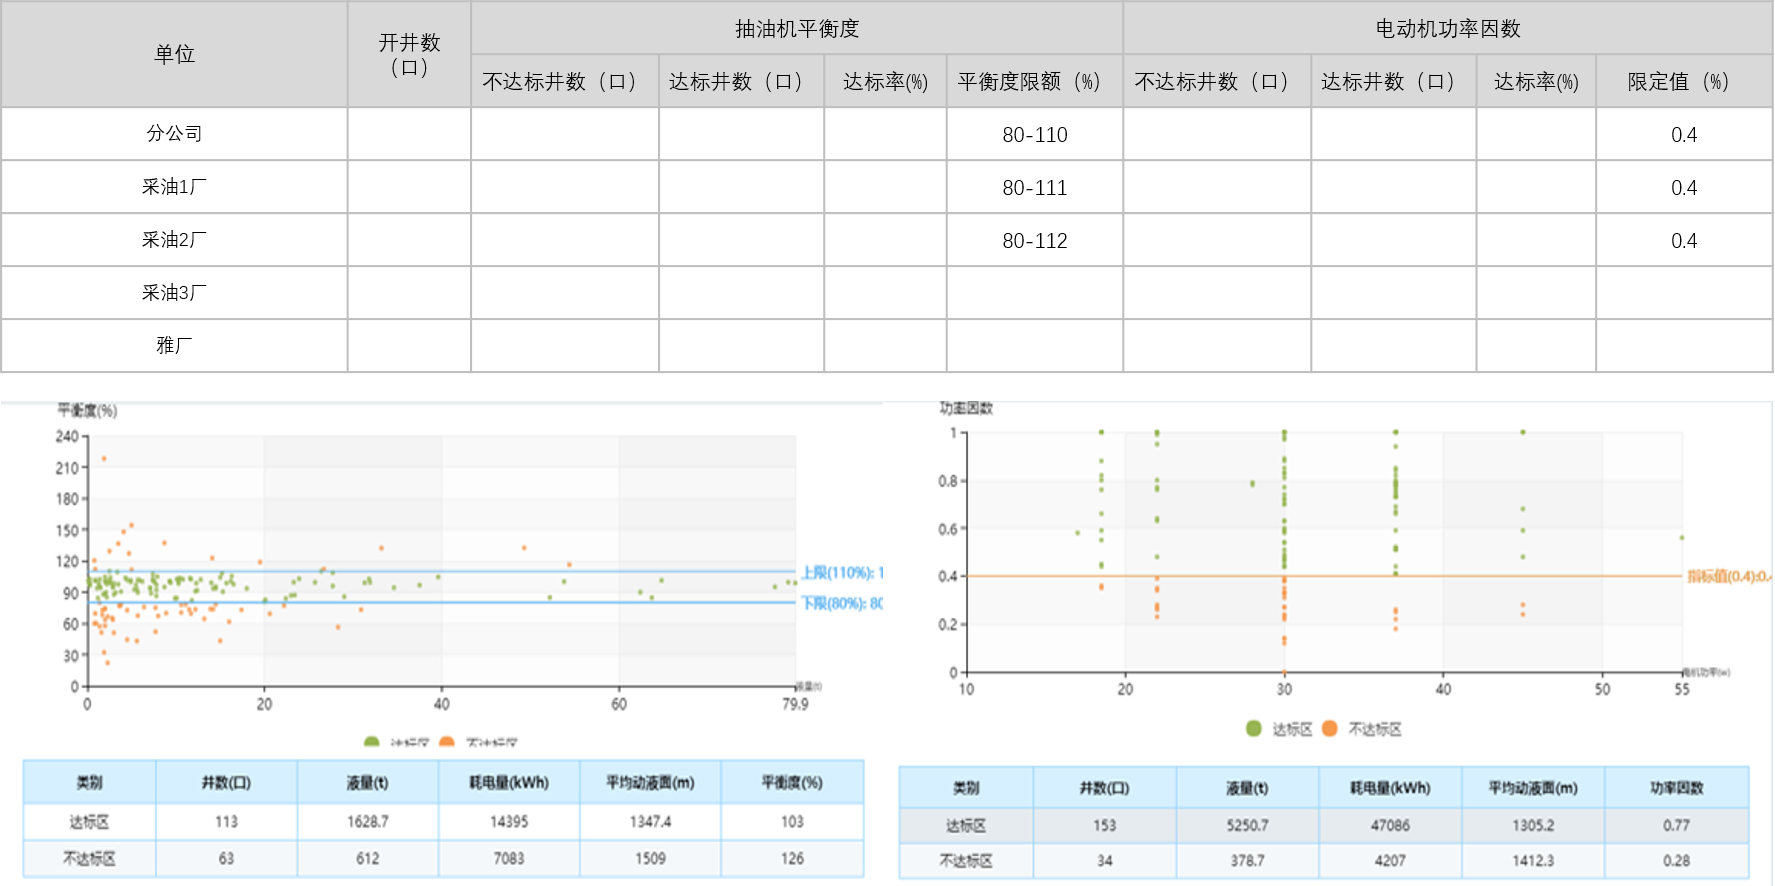 单位 开井数（口） 抽油机平衡度 电动机功率因数
不达标井数（口） 达标井数（口） 达标率(%) 平衡度限额（%） 不达标井数（口） 达标井数（口） 达标率(%) 限定值（%）
分公司 80-110 0.4
采油1厂 80-111 0.4
采油2厂 80-112 0.4
采油3厂
雅厂
平衡度(%)
240
210
180
150
120
90
60
30
0
0 20 40 60 79.9
液量(t)
上限(110%): 1
下限(80%): 80
达标区 不达标区
功率因数
1
0.8
0.6
0.4
0.2
0
10 20 30 40 50 55
电机功率(w)
指标值(0.4):0.4
达标区 不达标区
类别 井数(口) 液量(t) 耗电量(kWh) 平均动液面(m) 平衡度(%)
达标区 113 1628.7 14395 1347.4 103
不达标区 63 612 7083 1509 126
类别 井数(口) 液量(t) 耗电量(kWh) 平均动液面(m) 功率因数
达标区 153 5250.7 47086 1305.2 0.77
不达标区 34 378.7 4207 1412.3 0.28